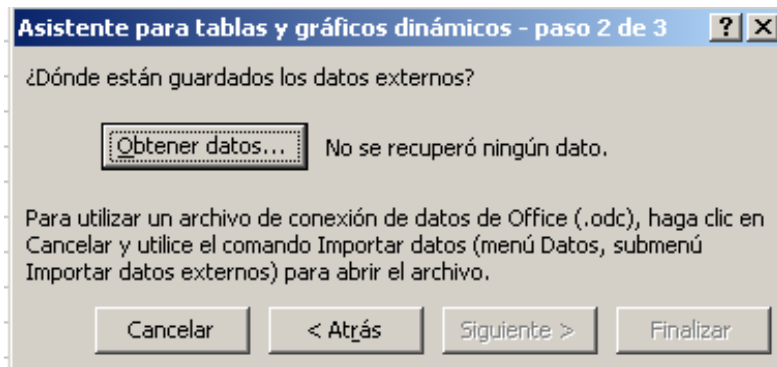 Asistente para tablas y gráficos dinámicos - paso 2 de 3
¿Dónde están guardados los datos externos?
Obtener datos... No se recuperó ningún dato.
Para utilizar un archivo de conexión de datos de Office (.odc), haga clic en
Cancelar y utilice el comando Importar datos (menú Datos, submenú
Importar datos externos) para abrir el archivo.
Cancelar < Atrás Siguiente > Finalizar